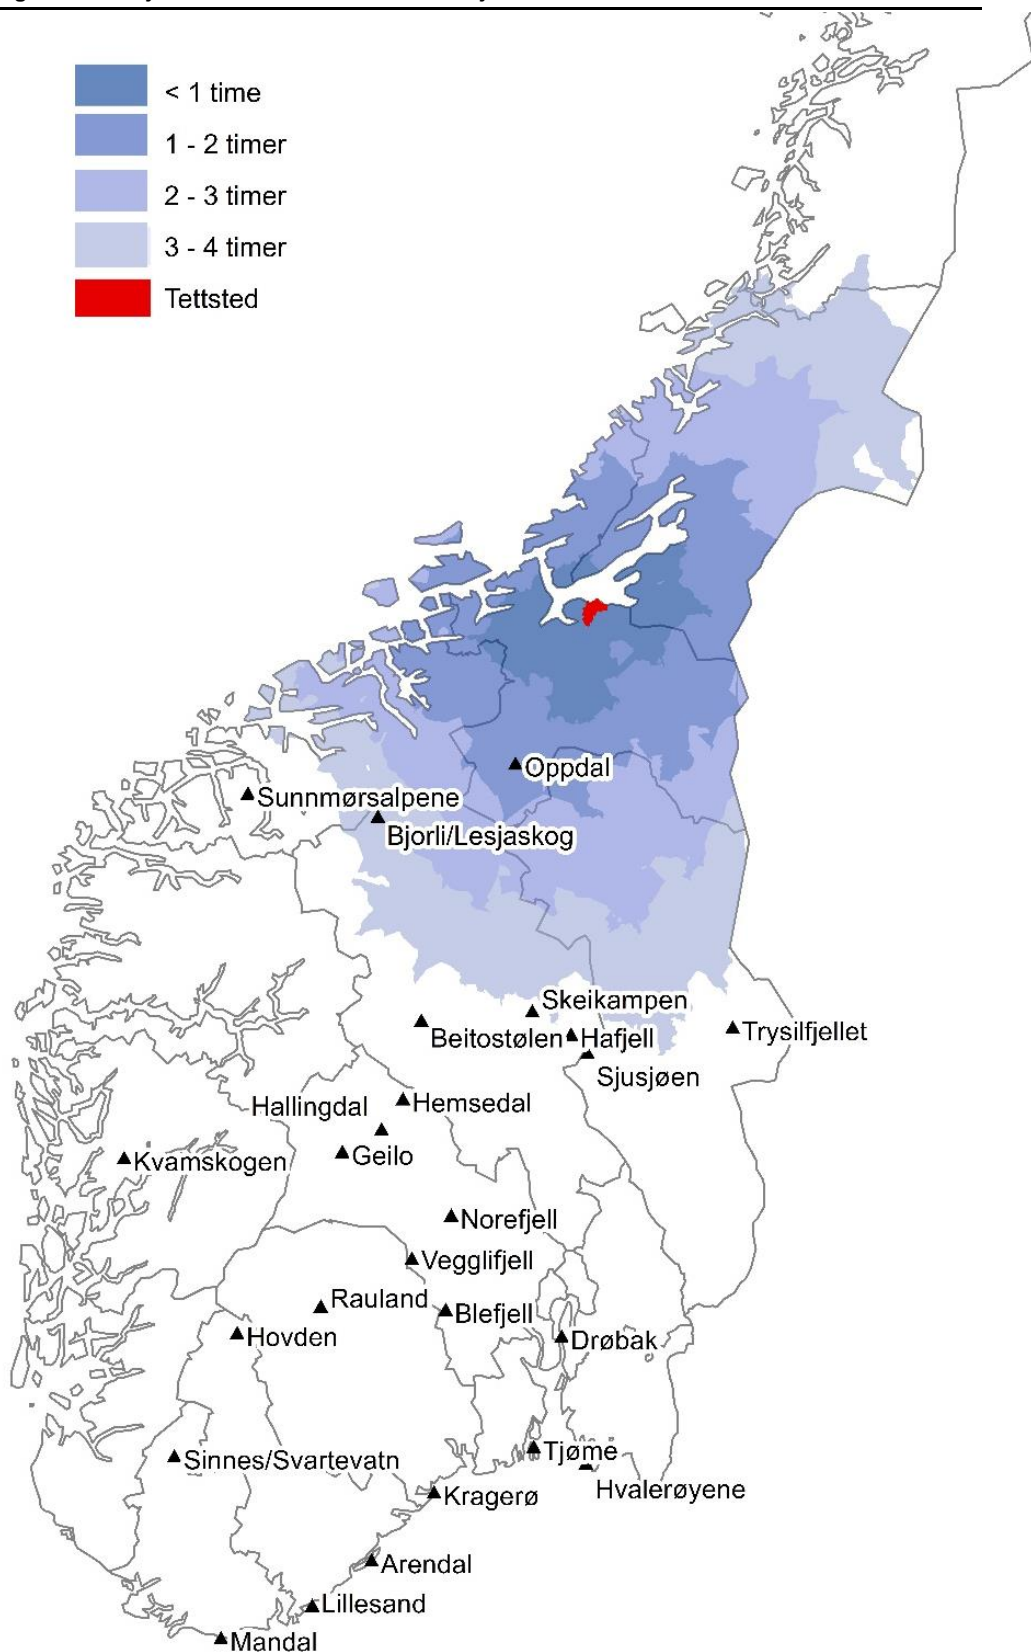 < 1 time
1 - 2 timer
2 - 3 timer
3 - 4 timer
Tettsted
Oppdal
Sunnmørsalpene
Bjorli/Lesjaskog
Skeikampen
Beitostølen
Hafjell
Trysilfjellet
Sjusjøen
Hallingdal
Hemsedal
Geilo
Kvamskogen
Norefjell
Vegglifjell
Rauland
Blefjell
Hovden
Drøbak
Tjøme
Sinnes/Svartevatn
Hvalerøyene
Kragerø
Arendal
Lillesand
Mandal